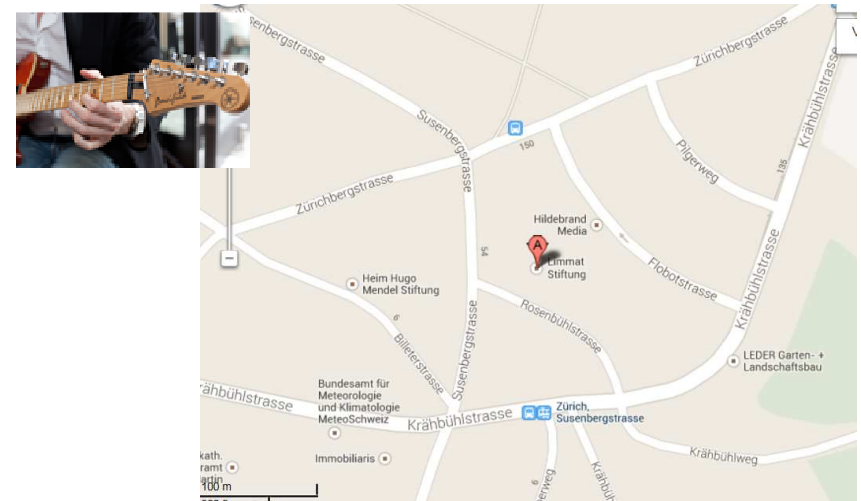 Susenbergstrasse
Zürichbergstrasse
Krähbühlstrasse
Susenbergstrasse
150
Pilgerweg
135
Zürichbergstrasse
Hildebrand
Media
A
54
Limmat
Stiftung
Flobotstrasse
Krähbühlstrasse
Heim Hugo
Mendel Stiftung
Rosenbühlstrasse
6
Billeterstrasse
Susenbergstrasse
LEDER Garten- +
Landschaftsbau
Bundesamt für
Meteorologie
und Klimatologie
MeteoSchweiz
Krähbühlstrasse
Zürich,
Susenbergstrasse
Krähbühlweg
Immobiliaris
kath.
100 m
9